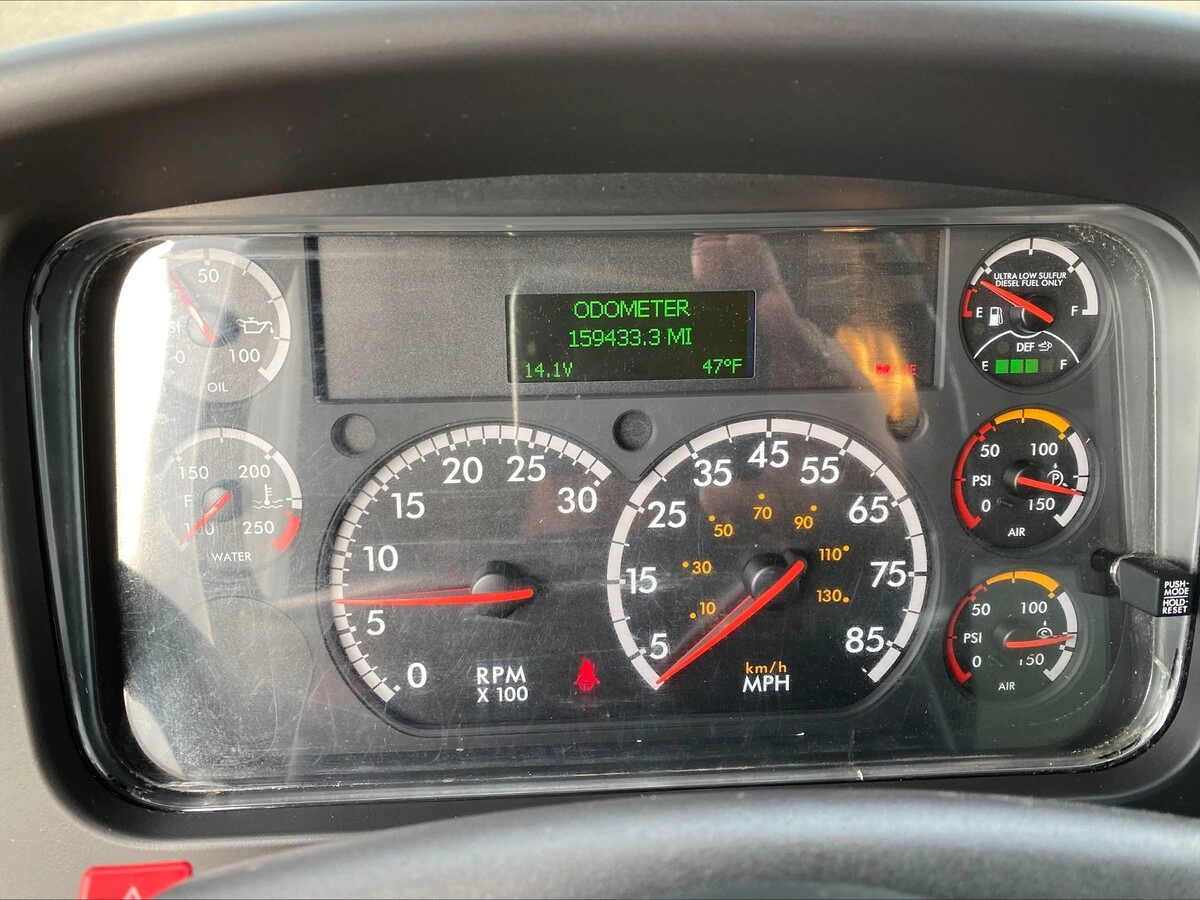 ODOMETER
159433.3 MI
14.1V 47°F
50
0 100
OIL
150 200
F
250
WATER
0 5 10 15 20 25 30
RPM
X 100
5 15 25 35 45 55 65 75 85
10 30 50 70 90 110 130
km/h
MPH
ULTRA LOW SULFUR
DIESEL FUEL ONLY
E F
DEF
E F
50 100
PSI P
0 150
AIR
50 100
PSI S
0 150
AIR
PUSH-
MODE
HOLD-
RESET